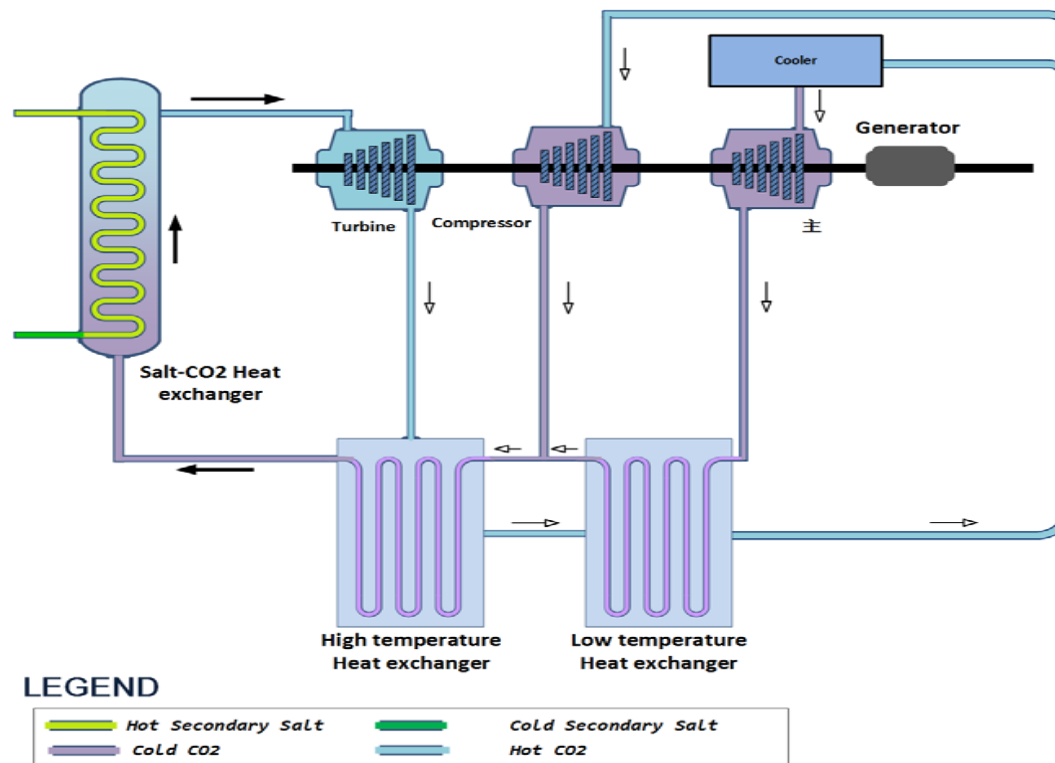 Cooler
Generator
Turbine
Compressor
主
Salt-CO2 Heat
exchanger
High temperature
Heat exchanger
Low temperature
Heat exchanger
LEGEND
Hot Secondary Salt
Cold Secondary Salt
Cold CO2
Hot CO2